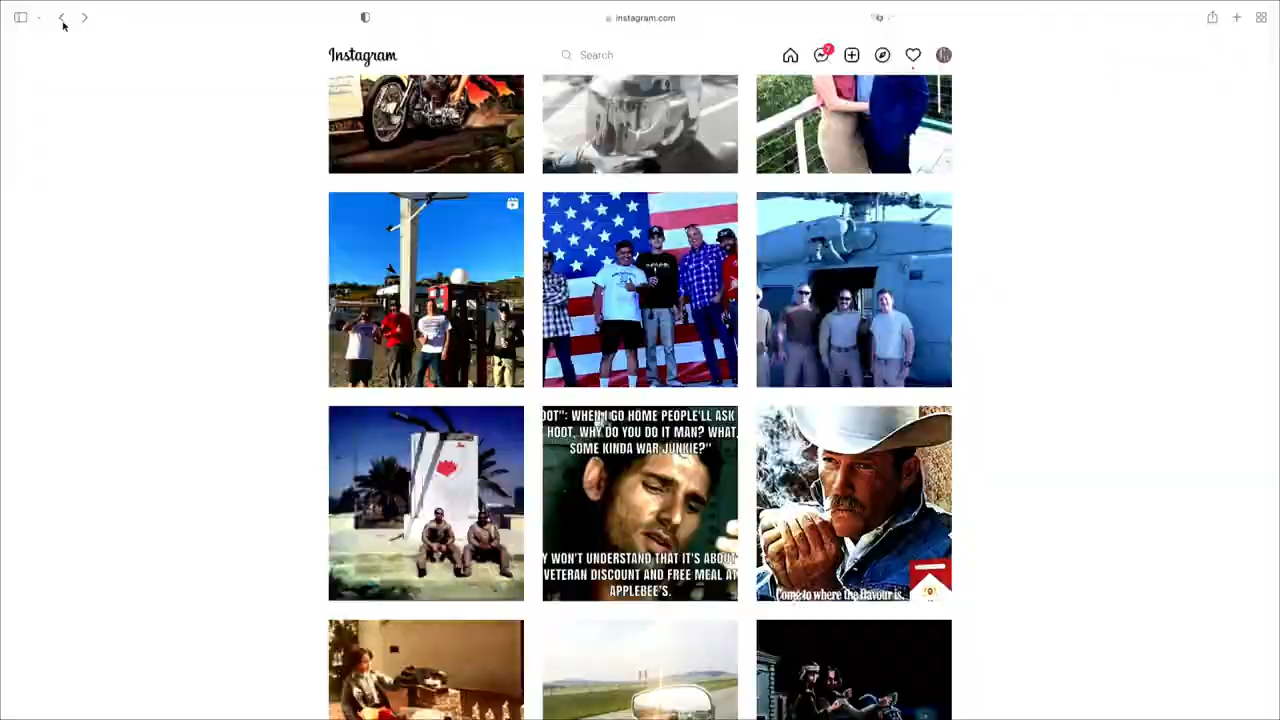 instagram.com
Instagram
Search
7
OOT": WHEN I GO HOME PEOPLE'LL ASK
HOOT, WHY DO YOU DO IT MAN? WHAT,
SOME KINDA WAR JUNKIE?"
Y WON'T UNDERSTAND THAT IT'S ABOUT
VETERAN DISCOUNT AND FREE MEAL AT
APPLEBEE'S.
Come to where the flavour is.